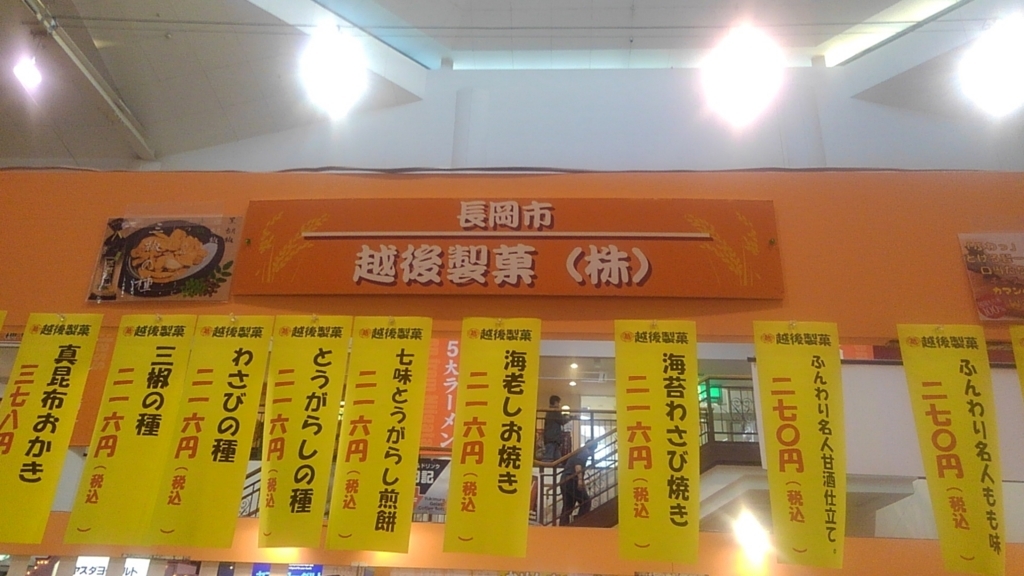 長岡市
越後製菓（株）
越後製菓
真昆布おかき
三七八円
越後製菓
三椒の種
二一六円（税込）
越後製菓
わさびの種
二一六円（税込）
越後製菓
とうがらしの種
二一六円（税込）
越後製菓
七味とうがらし煎餅
二一六円（税込）
越後製菓
海老しお焼き
二一六円（税込）
越後製菓
海苔わさび焼き
二一六円（税込）
越後製菓
ふんわり名人甘酒仕立て
二七〇円（税込）
越後製菓
ふんわり名人もも味
二七〇円（税込）
5大ラーメン